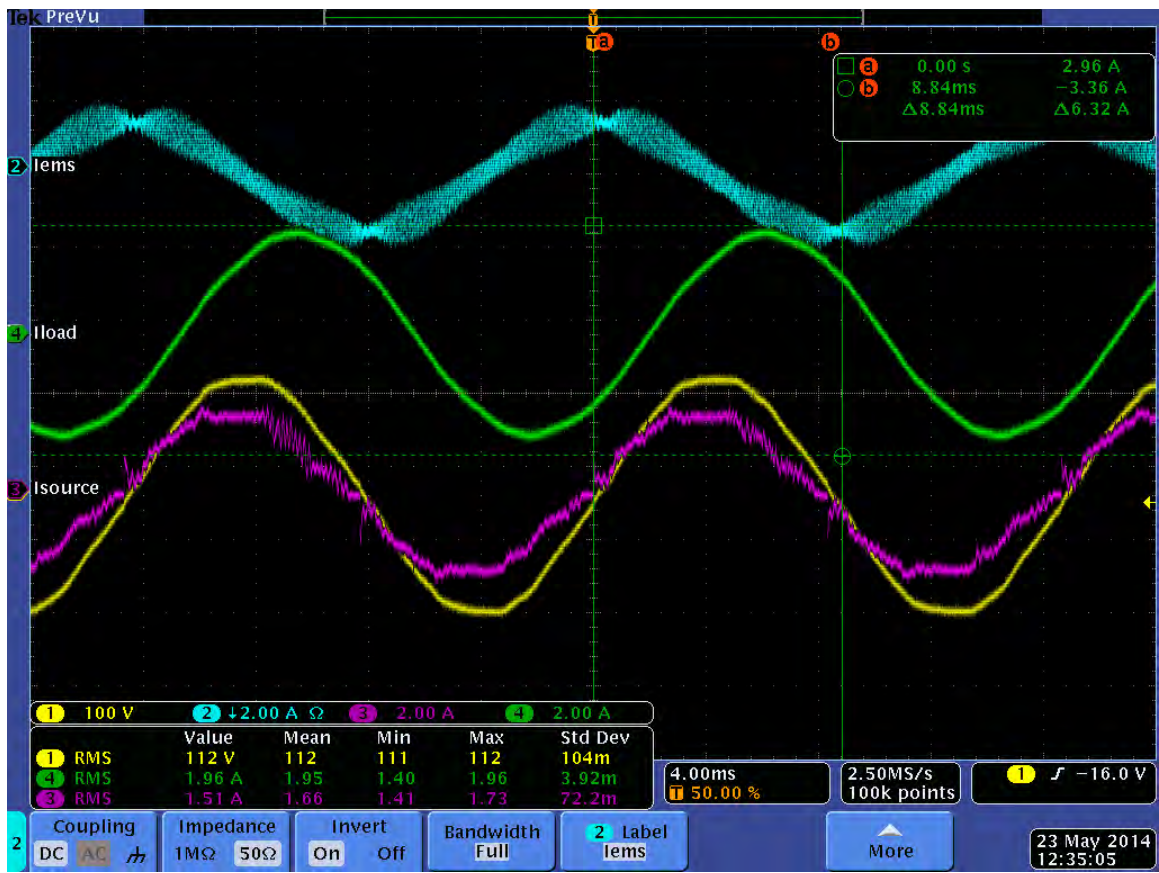 Tek PreVu
T
T a b
a 0.00 s 2.96 A
b 8.84ms −3.36 A
Δ8.84ms Δ6.32 A
2 Iems
4 Iload
3 Isource
1 100 V 2 ↓2.00 A Ω 3 2.00 A 4 2.00 A
Value Mean Min Max Std Dev
1 RMS 112 V 112 111 112 104m
4 RMS 1.96 A 1.95 1.40 1.96 3.92m
3 RMS 1.51 A 1.66 1.41 1.73 72.2m
4.00ms
T 50.00 %
2.50MS/s
100k points
1 −16.0 V
2
Coupling
DC AC
Impedance
1MΩ 50Ω
Invert
On Off
Bandwidth
Full
2 Label
Iems
More
23 May 2014
12:35:05